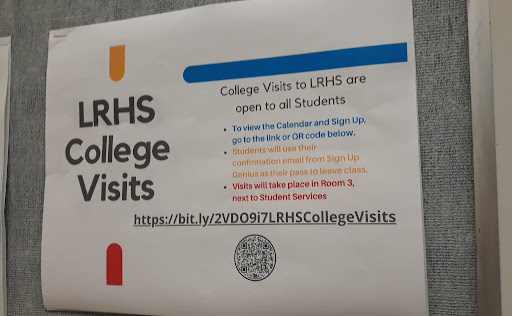 LRHS
College
Visits
College Visits to LRHS are
open to all Students
• To view the Calendar and Sign Up,
go to the link or QR code below.
• Students will use their
confirmation email from Sign Up
Genius as their pass to leave class.
• Visits will take place in Room 3,
next to Student Services
https://bit.ly/2VDO9i7LRHSCollegeVisits